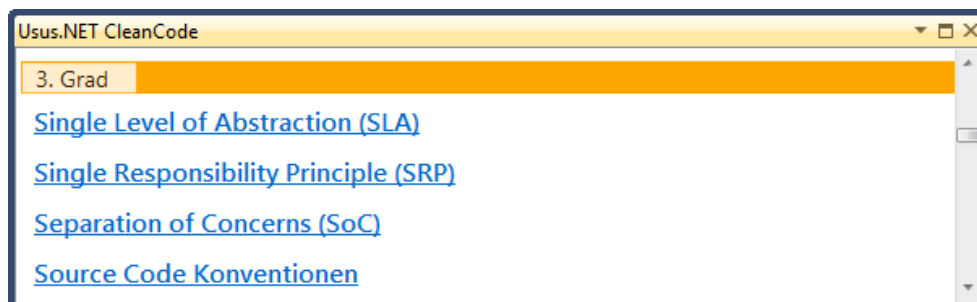 Usus.NET CleanCode
3. Grad
Single Level of Abstraction (SLA)
Single Responsibility Principle (SRP)
Separation of Concerns (SoC)
Source Code Konventionen